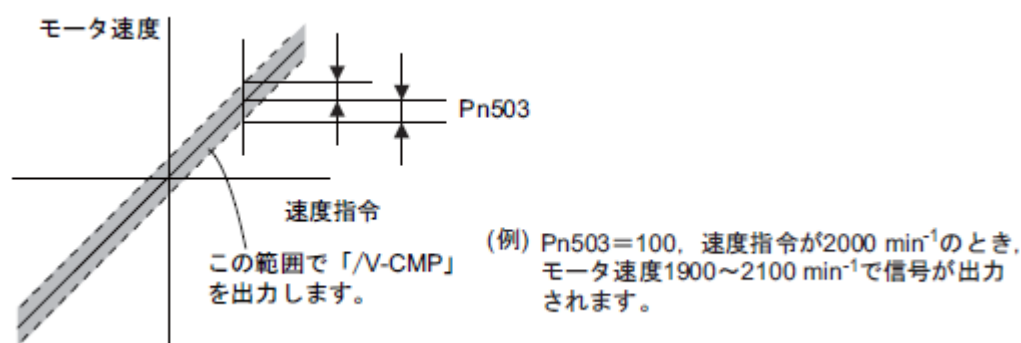 モータ速度
Pn503
速度指令
この範囲で「/V-CMP」
を出力します。
(例) Pn503＝100, 速度指令が2000 min⁻¹のとき,
モータ速度1900～2100 min⁻¹で信号が出力
されます。